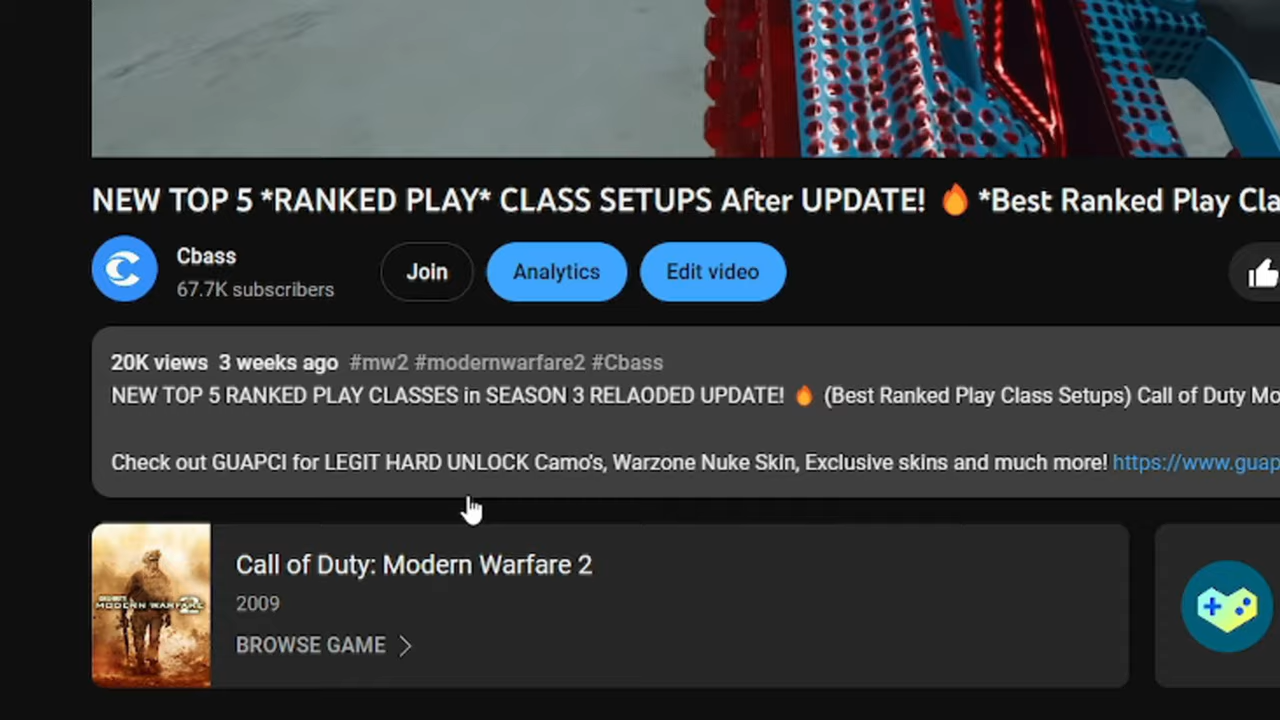 NEW TOP 5 *RANKED PLAY* CLASS SETUPS After UPDATE! 🔥 *Best Ranked Play Cla
Cbass
67.7K subscribers
Join
Analytics
Edit video
20K views 3 weeks ago #mw2 #modernwarfare2 #Cbass
NEW TOP 5 RANKED PLAY CLASSES in SEASON 3 RELAODED UPDATE! 🔥 (Best Ranked Play Class Setups) Call of Duty Mo
Check out GUAPCI for LEGIT HARD UNLOCK Camo's, Warzone Nuke Skin, Exclusive skins and much more! https://www.guap
MODERN WARFARE 2
Call of Duty: Modern Warfare 2
2009
BROWSE GAME